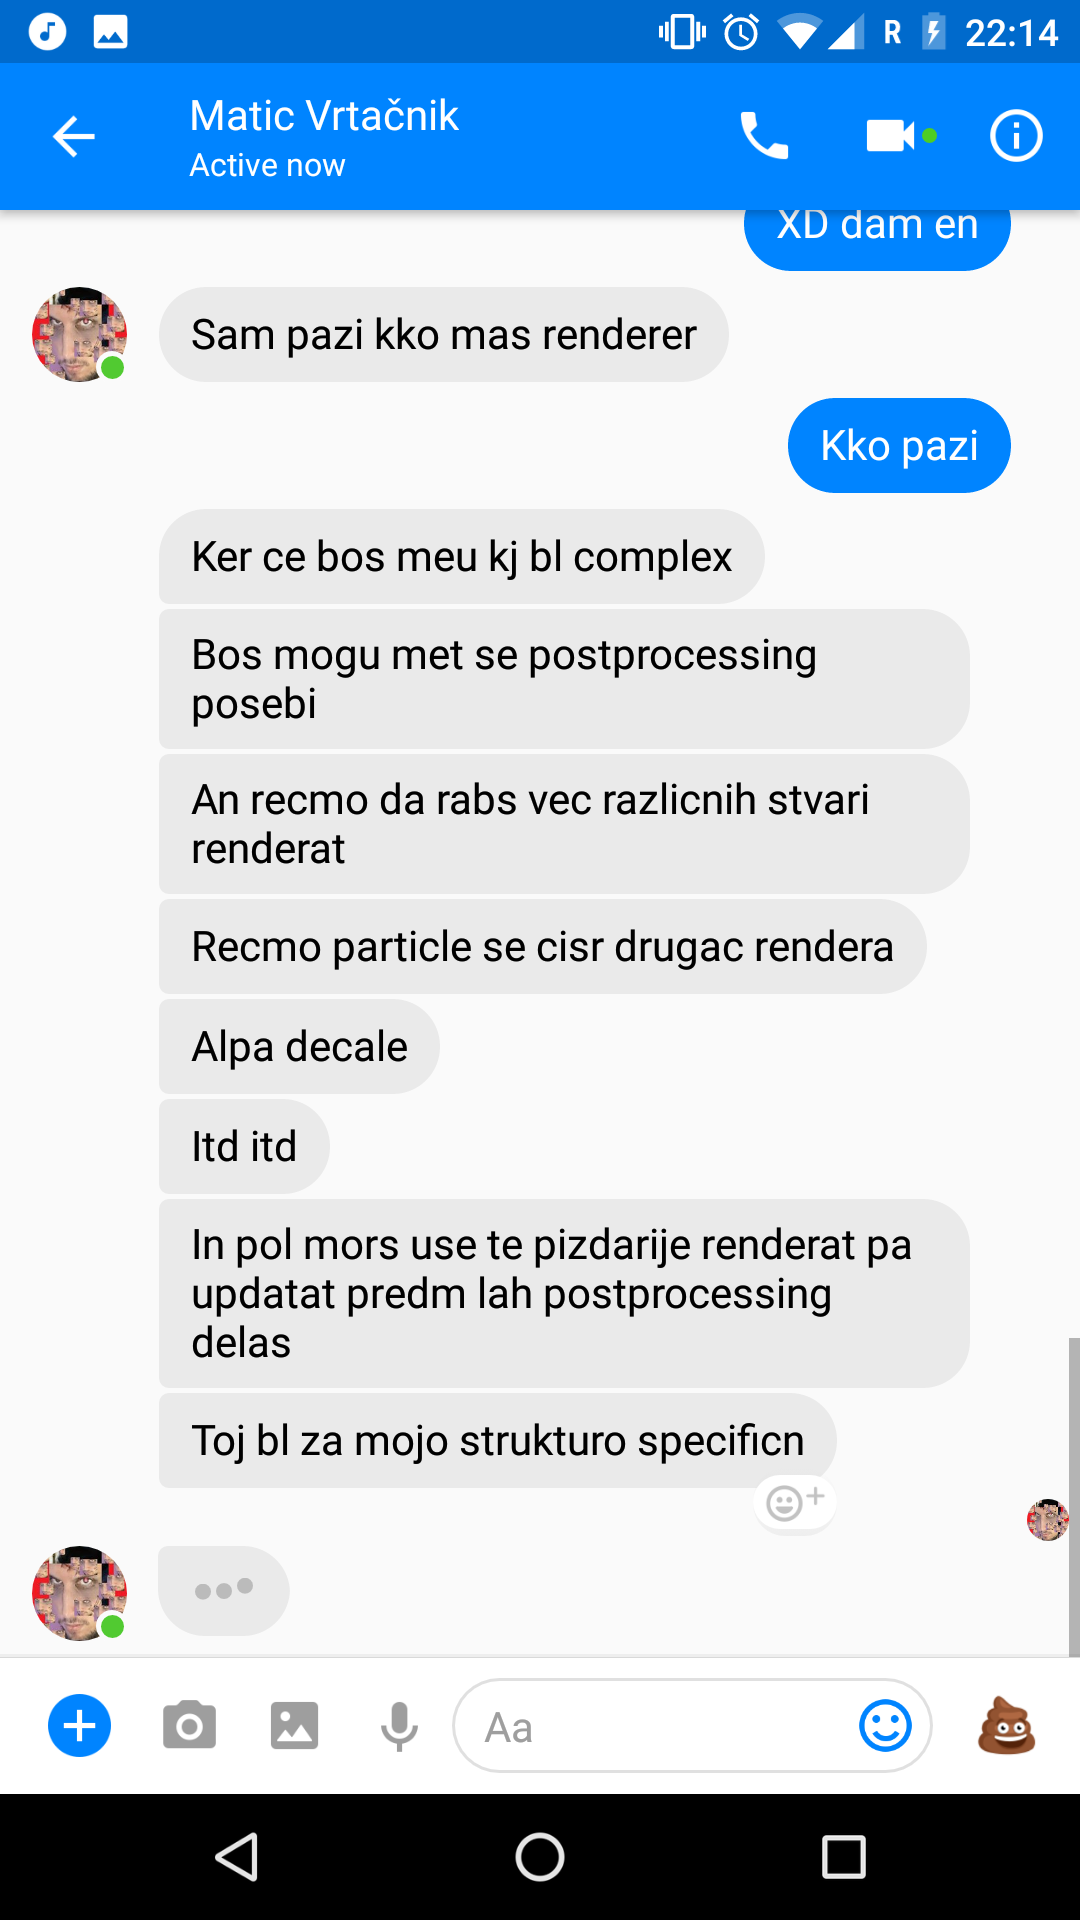 R 22:14
Matic Vrtačnik
Active now
XD dam en
Sam pazi kko mas renderer
Kko pazi
Ker ce bos meu kj bl complex
Bos mogu met se postprocessing
posebi
An recmo da rabs vec razlicnih stvari
renderat
Recmo particle se cisr drugac rendera
Alpa decale
Itd itd
In pol mors use te pizdarije renderat pa
updatat predm lah postprocessing
delas
Toj bl za mojo strukturo specificn
Aa